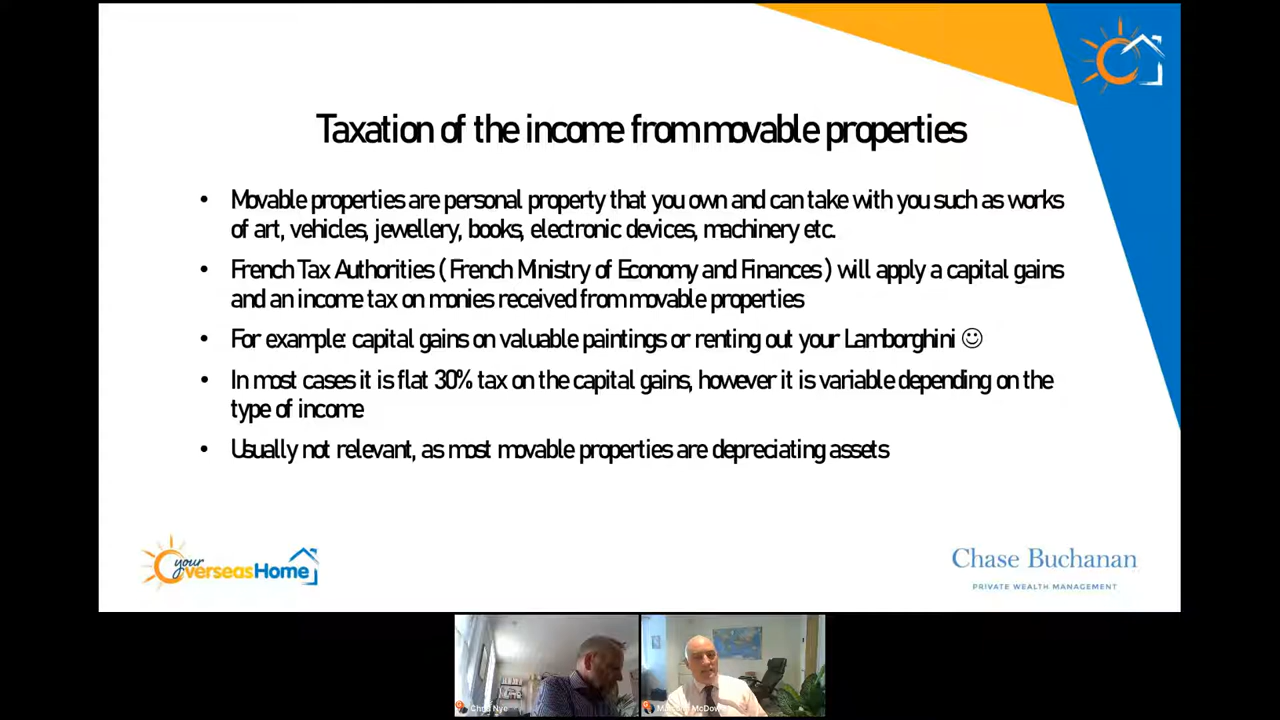 Taxation of the income from movable properties
• Movable properties are personal property that you own and can take with you such as works
of art, vehicles, jewellery, books, electronic devices, machinery etc.
• French Tax Authorities ( French Ministry of Economy and Finances ) will apply a capital gains
and an income tax on monies received from movable properties
• For example: capital gains on valuable paintings or renting out your Lamborghini ☺
• In most cases it is flat 30% tax on the capital gains, however it is variable depending on the
type of income
• Usually not relevant, as most movable properties are depreciating assets
your
OverseasHome
Chase Buchanan
PRIVATE WEALTH MANAGEMENT
Chris Nye